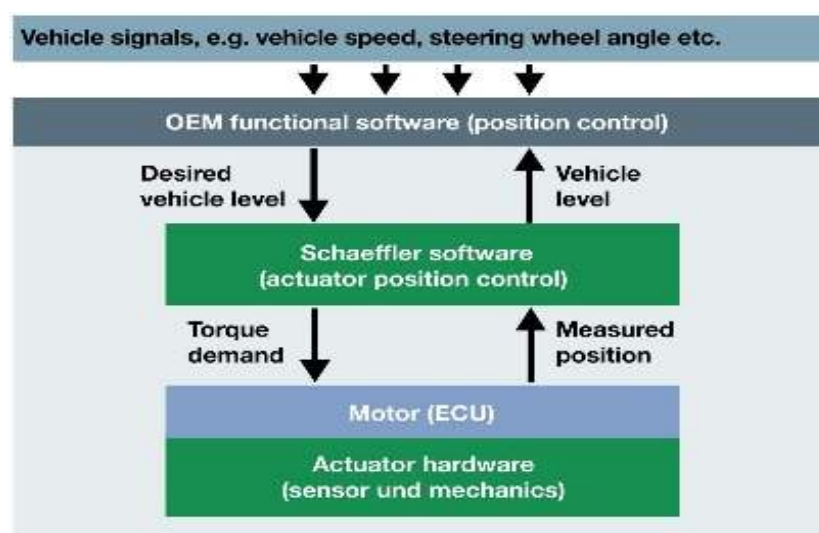 Vehicle signals, e.g. vehicle speed, steering wheel angle etc.
OEM functional software (position control)
Desired
vehicle level
Vehicle
level
Schaeffler software
(actuator position control)
Torque
demand
Measured
position
Motor (ECU)
Actuator hardware
(sensor und mechanics)